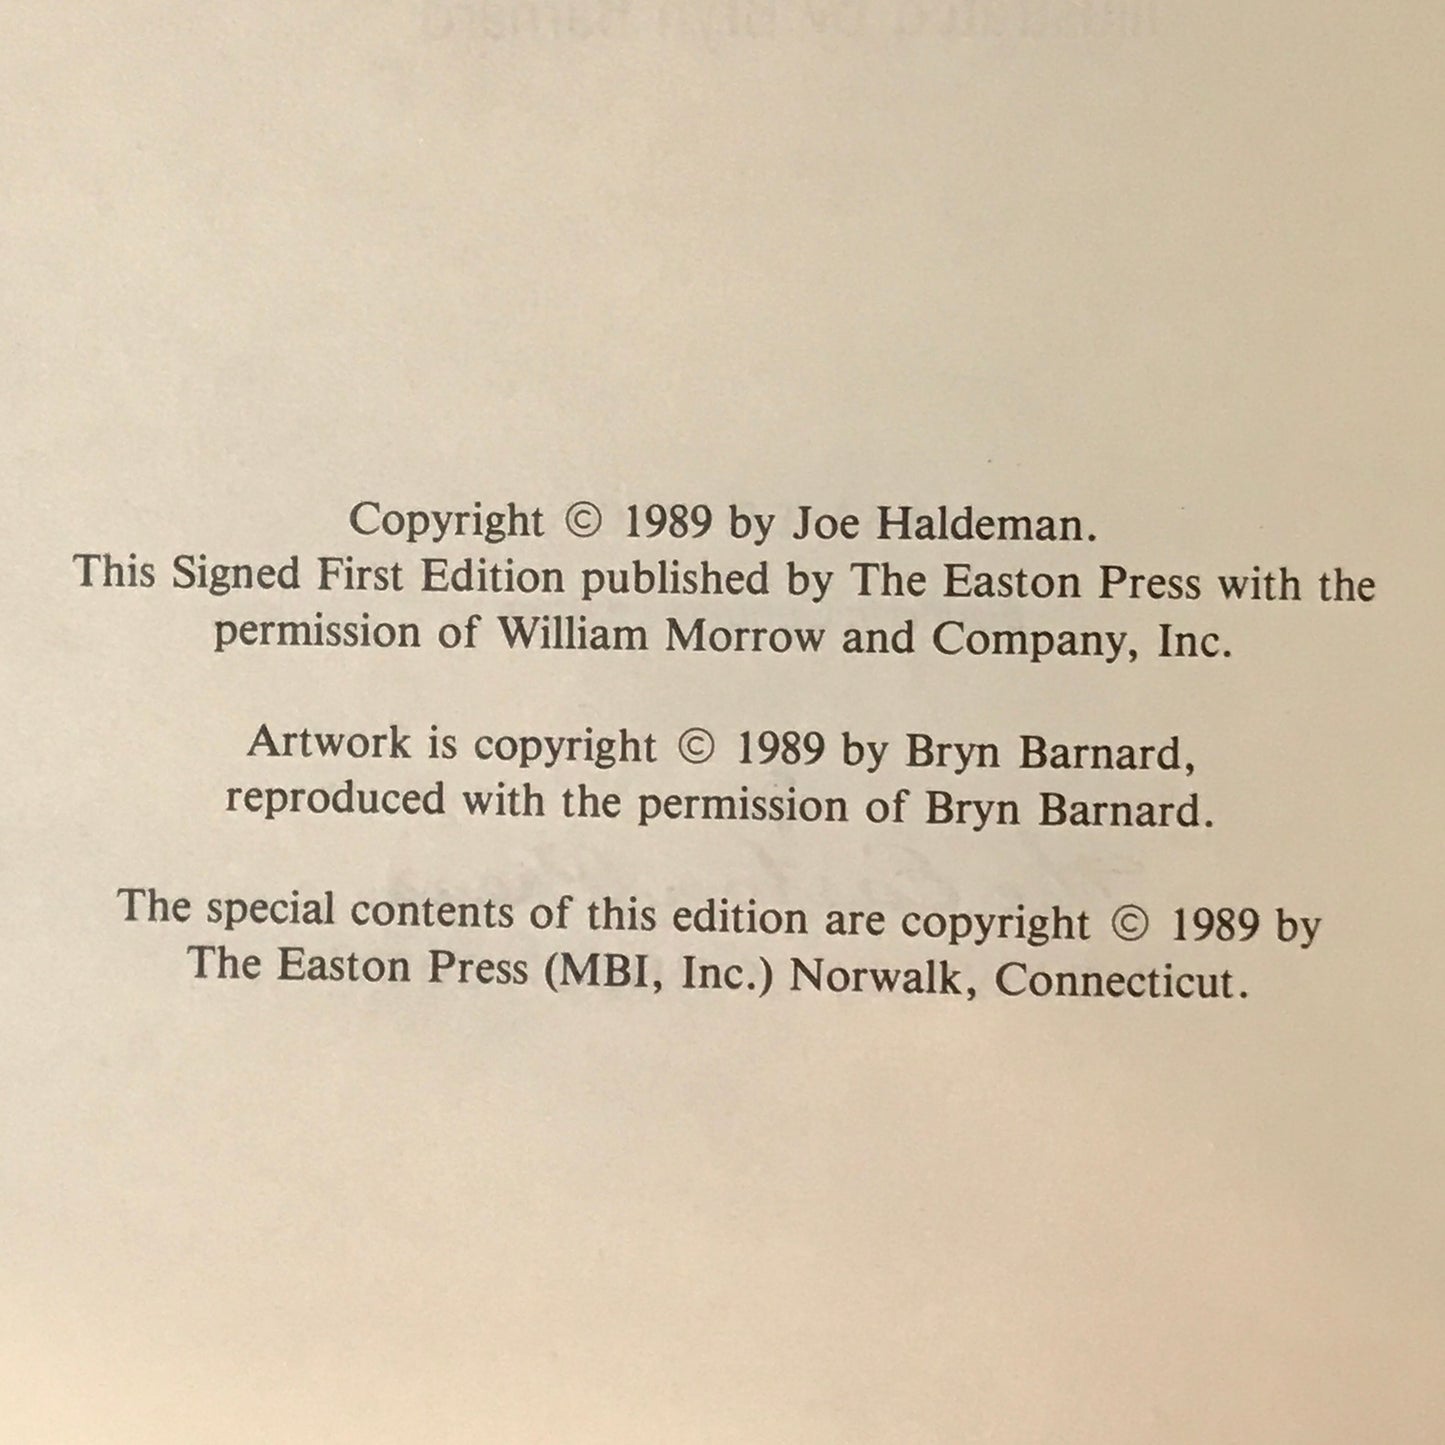 Copyright © 1989 by Joe Haldeman.
This Signed First Edition published by The Easton Press with the
permission of William Morrow and Company, Inc.
Artwork is copyright © 1989 by Bryn Barnard,
reproduced with the permission of Bryn Barnard.
The special contents of this edition are copyright © 1989 by
The Easton Press (MBI, Inc.) Norwalk, Connecticut.